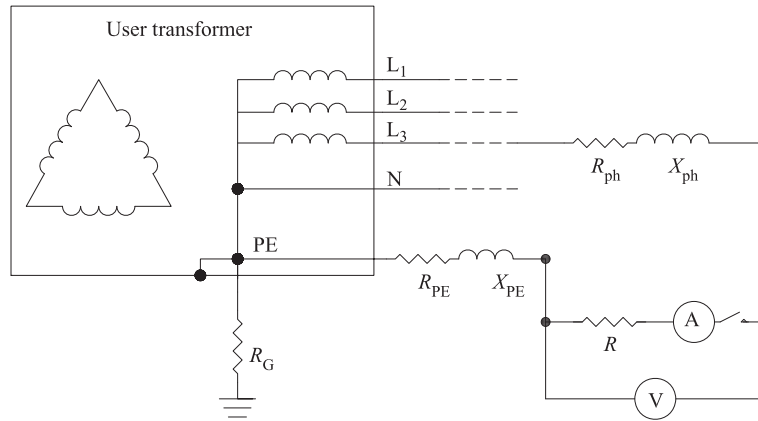 User transformer
L1
L2
L3
Rph
Xph
N
PE
RPE
XPE
A
R
RG
V